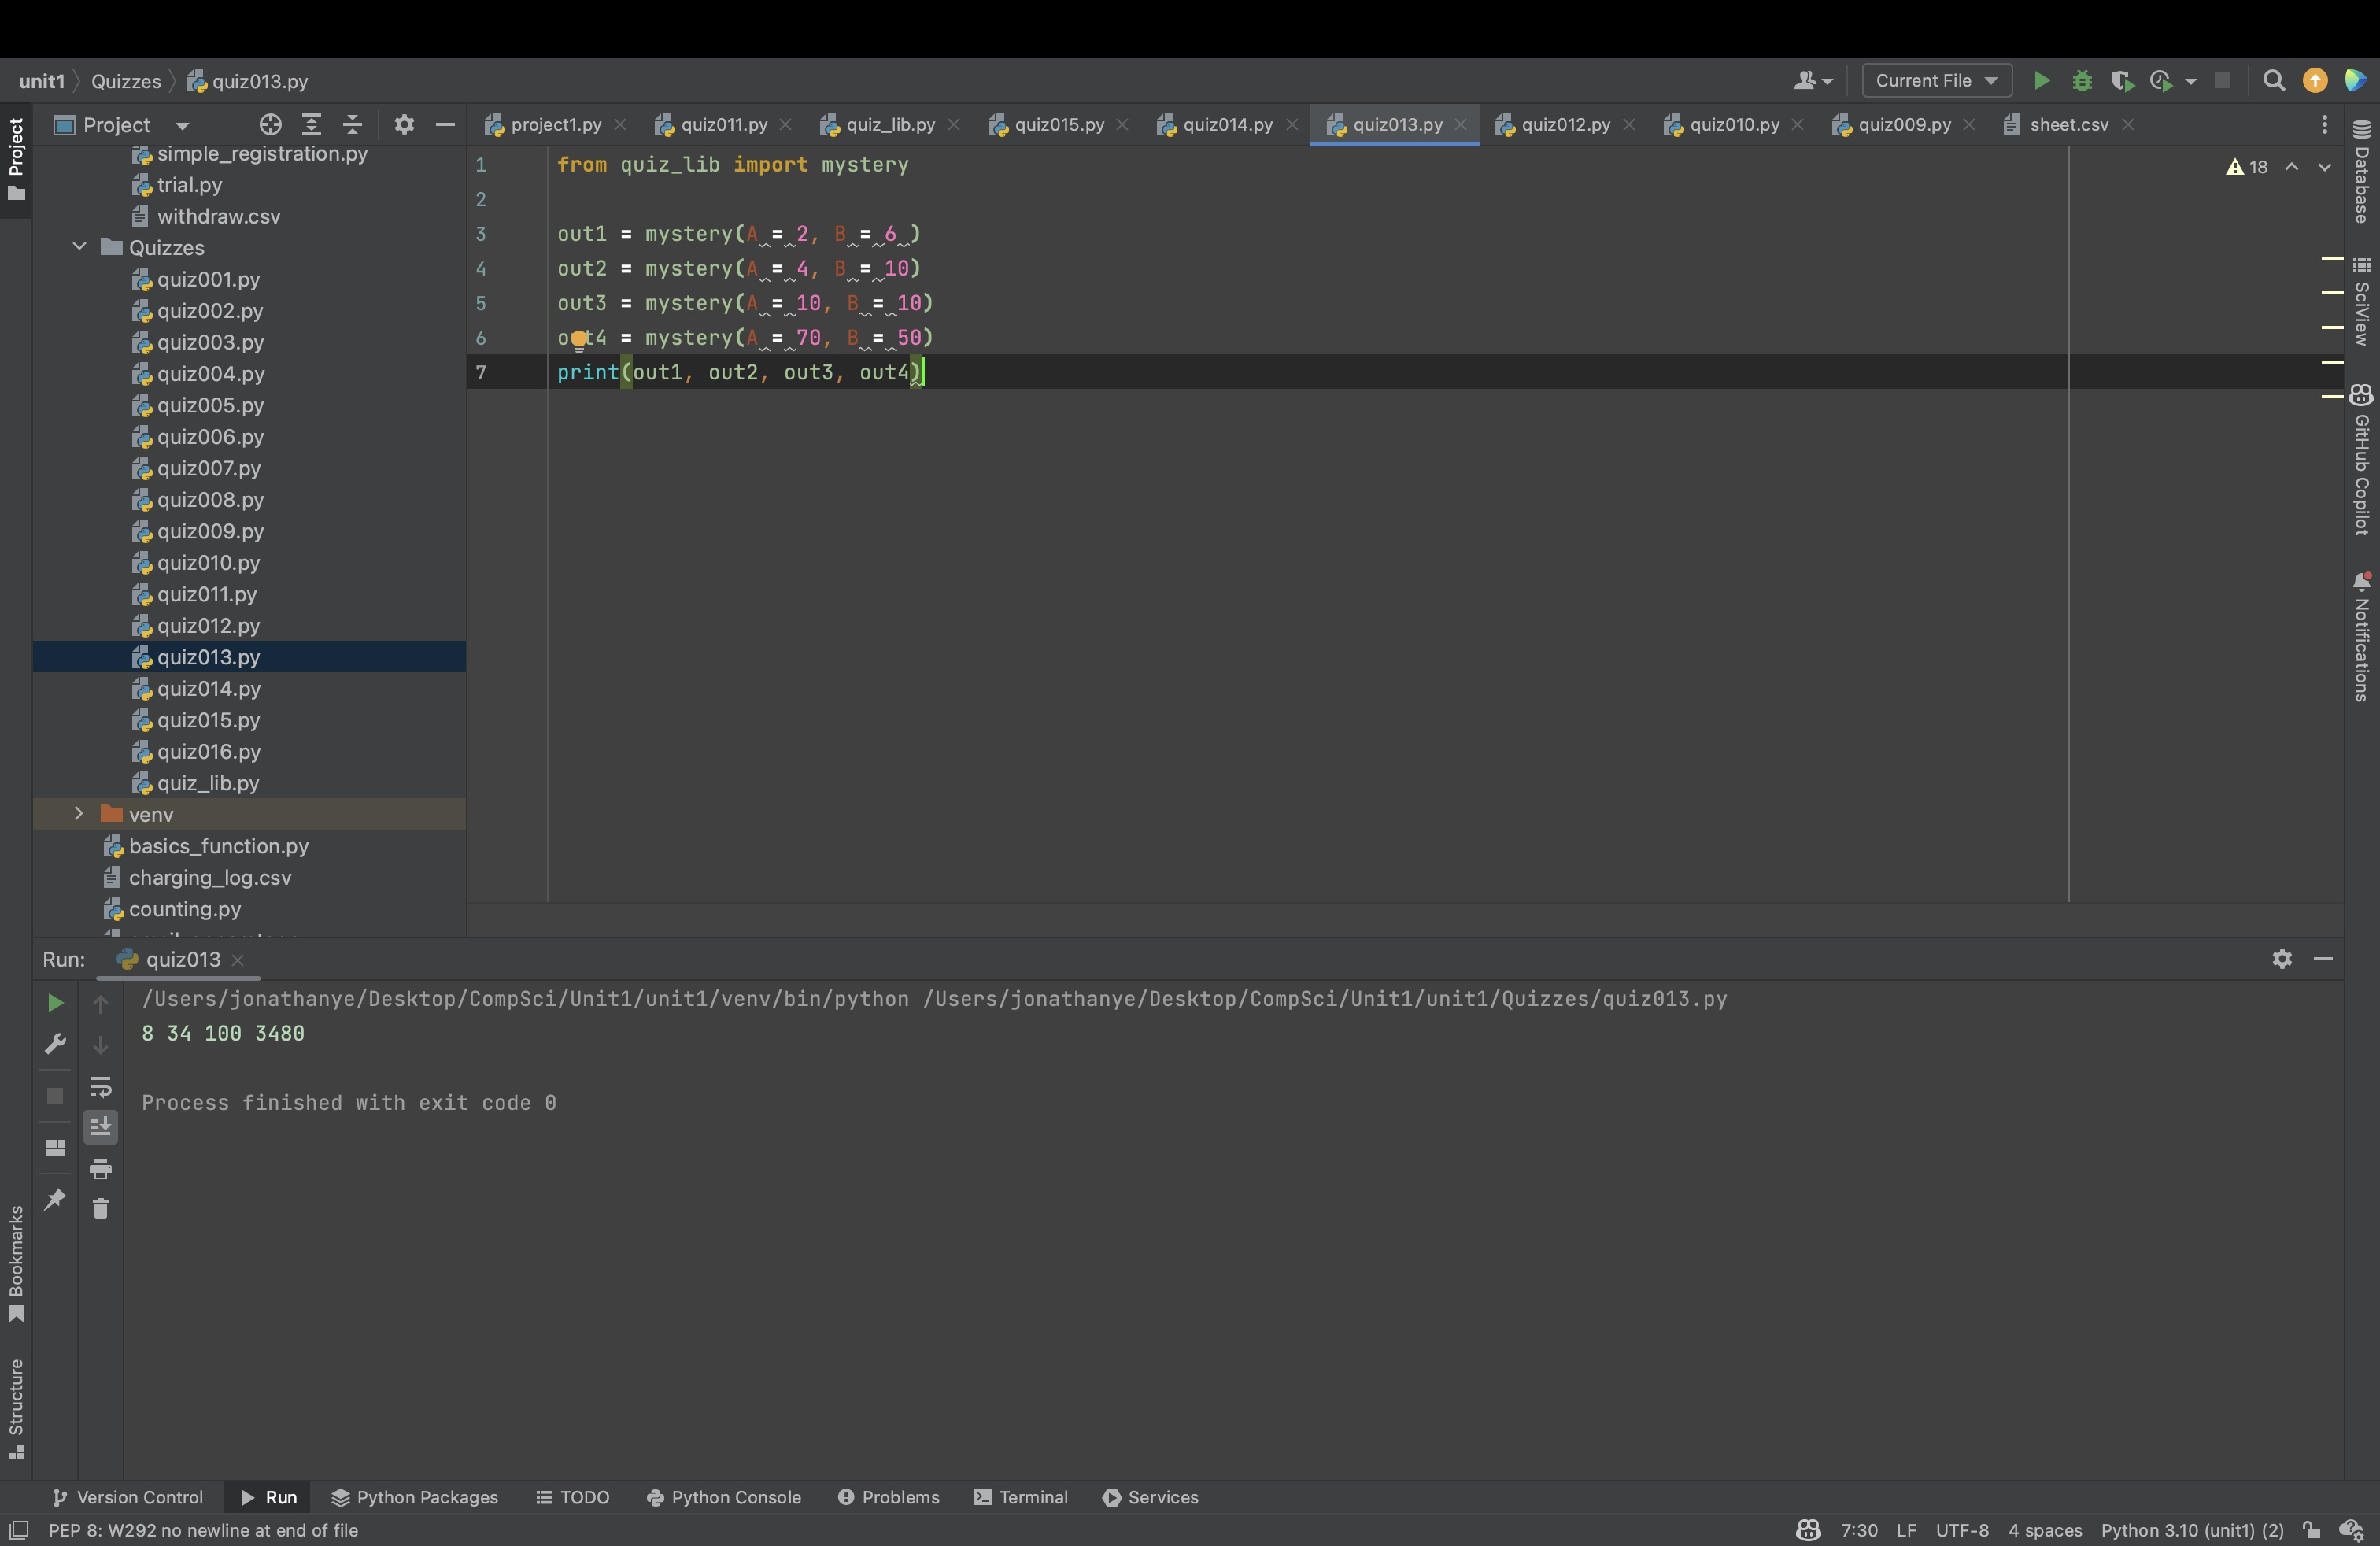 unit1 Quizzes quiz013.py
Current File
Project
project1.py quiz011.py quiz_lib.py quiz015.py quiz014.py quiz013.py quiz012.py quiz010.py quiz009.py sheet.csv
Project
simple_registration.py
trial.py
withdraw.csv
Quizzes
quiz001.py
quiz002.py
quiz003.py
quiz004.py
quiz005.py
quiz006.py
quiz007.py
quiz008.py
quiz009.py
quiz010.py
quiz011.py
quiz012.py
quiz013.py
quiz014.py
quiz015.py
quiz016.py
quiz_lib.py
venv
basics_function.py
charging_log.csv
counting.py
1 from quiz_lib import mystery
2
3 out1 = mystery(A = 2, B = 6 )
4 out2 = mystery(A = 4, B = 10)
5 out3 = mystery(A = 10, B = 10)
6 out4 = mystery(A = 70, B = 50)
7 print(out1, out2, out3, out4)
18
Database
SciView
GitHub Copilot
Notifications
Run: quiz013
/Users/jonathanye/Desktop/CompSci/Unit1/unit1/venv/bin/python /Users/jonathanye/Desktop/CompSci/Unit1/unit1/Quizzes/quiz013.py
8 34 100 3480
Process finished with exit code 0
Bookmarks
Structure
Version Control Run Python Packages TODO Python Console Problems Terminal Services
PEP 8: W292 no newline at end of file
7:30 LF UTF-8 4 spaces Python 3.10 (unit1) (2)